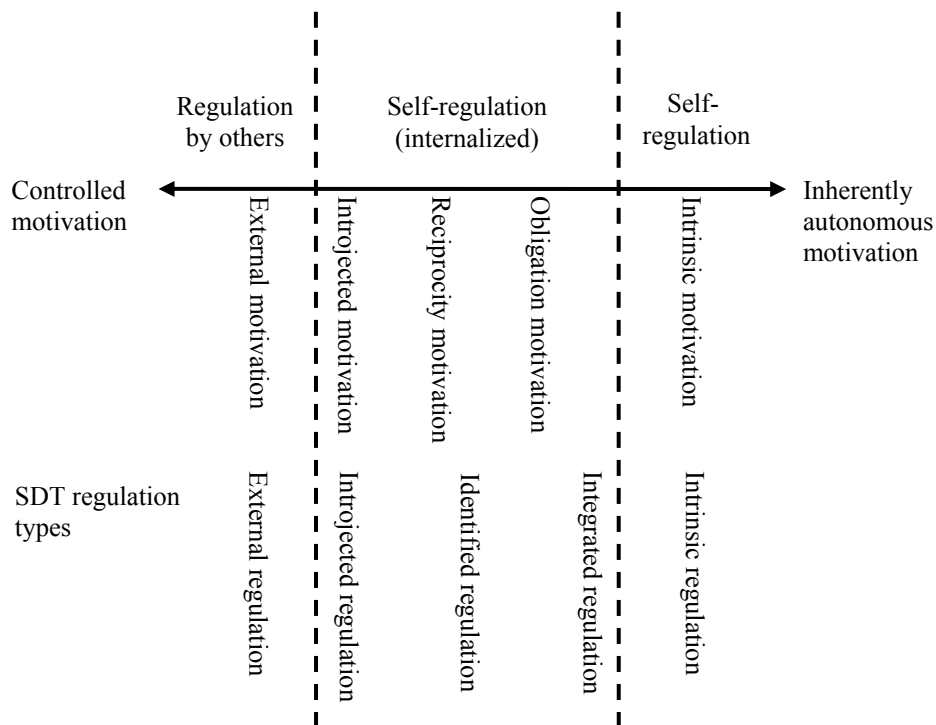 Regulation
by others
Self-regulation
(internalized)
Self-
regulation
Controlled
motivation
Inherently
autonomous
motivation
External motivation
Introjected motivation
Reciprocity motivation
Obligation motivation
Intrinsic motivation
SDT regulation
types
External regulation
Introjected regulation
Identified regulation
Integrated regulation
Intrinsic regulation